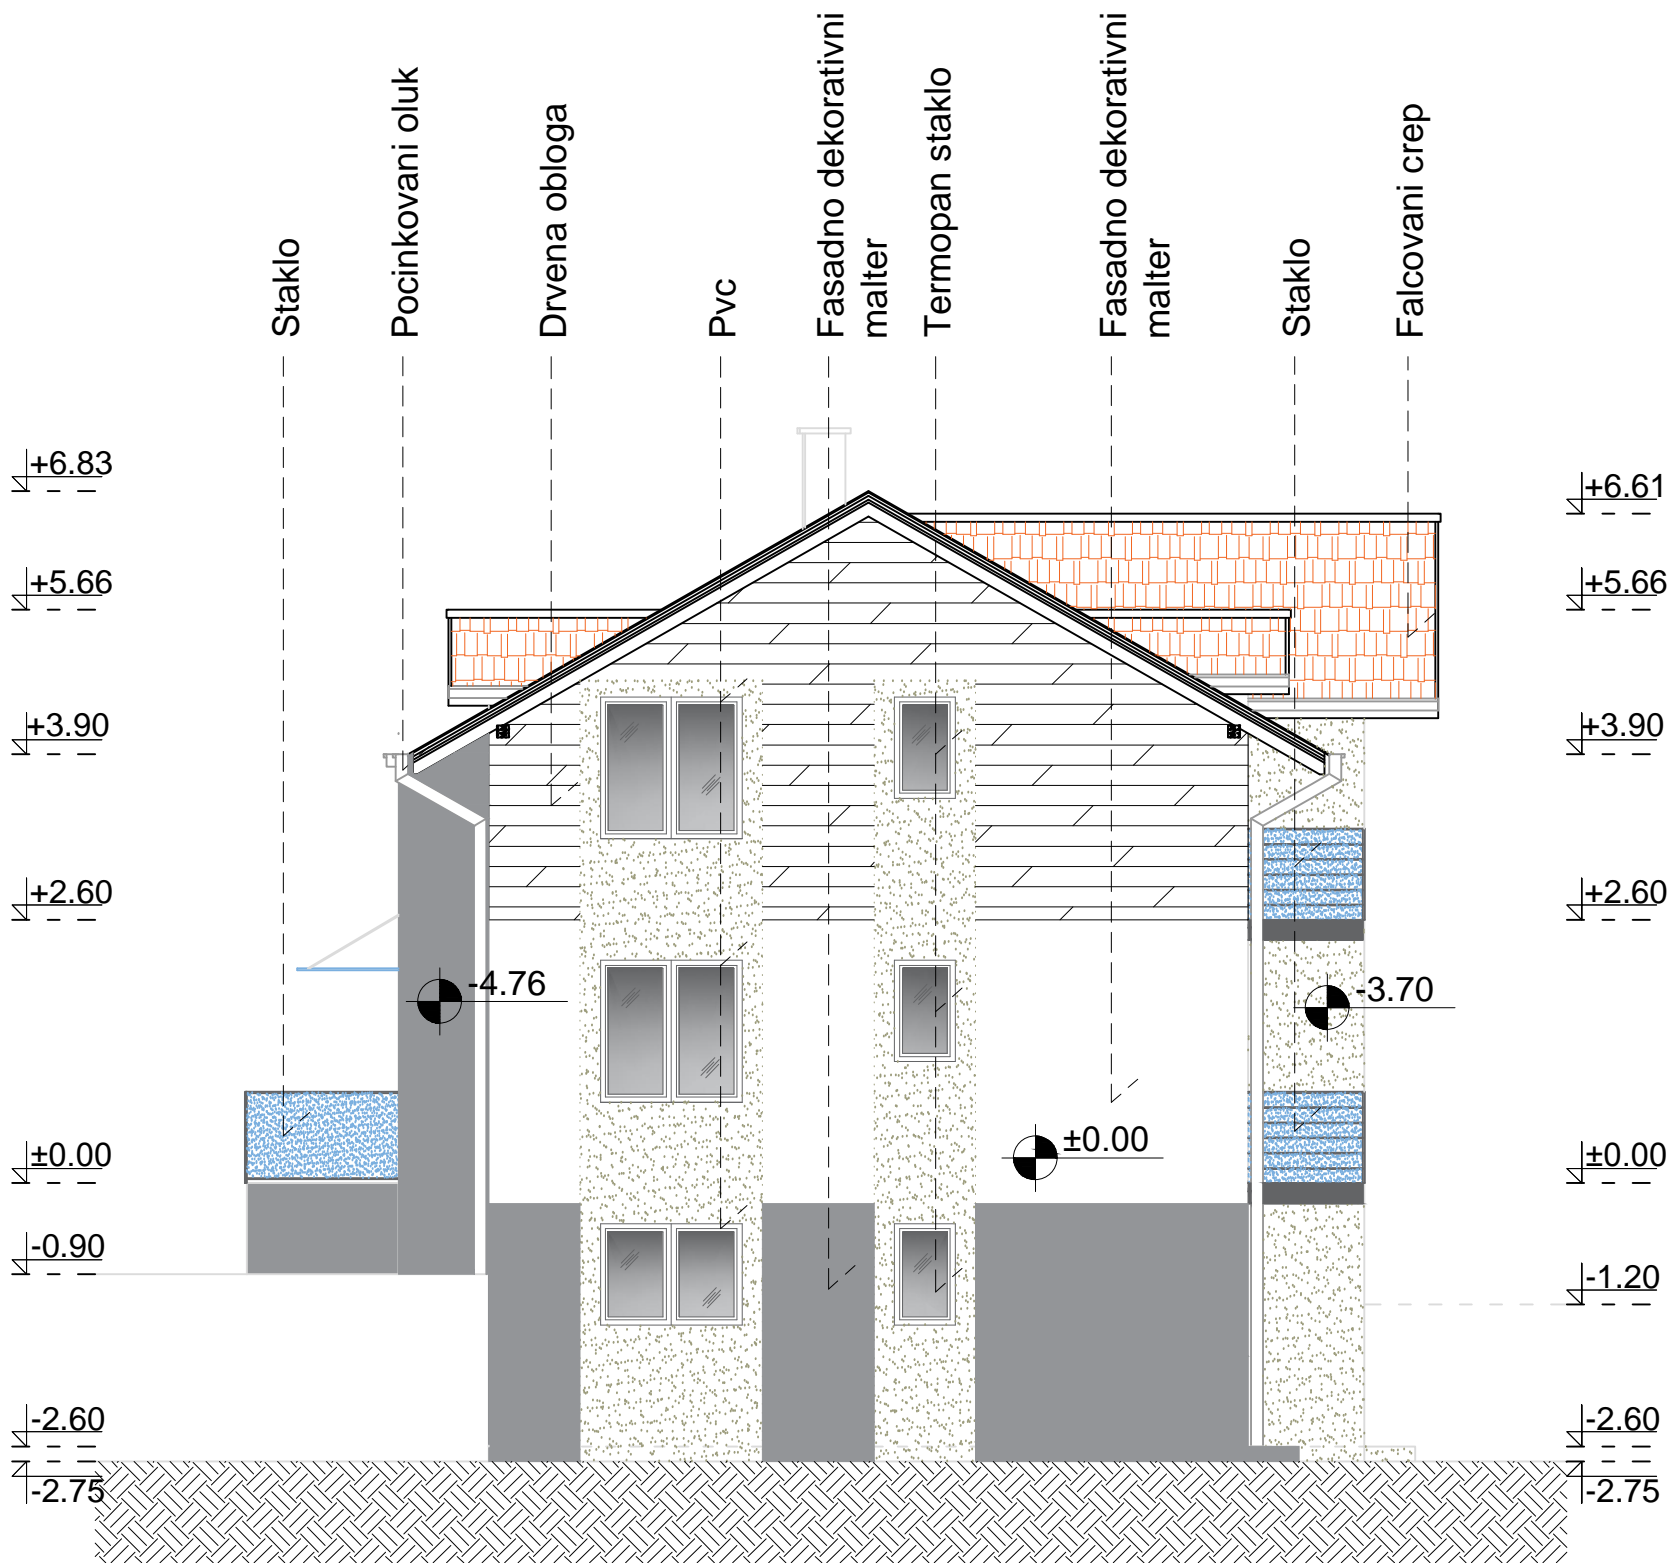 Staklo
Pocinkovani oluk
Drvena obloga
Pvc
Fasadno dekorativni
malter
Termopan staklo
Fasadno dekorativni
malter
Staklo
Falcovani crep
+6.83
+5.66
+3.90
+2.60
±0.00
-0.90
-2.60
-2.75
-4.76
±0.00
-3.70
+6.61
+5.66
+3.90
+2.60
±0.00
-1.20
-2.60
-2.75